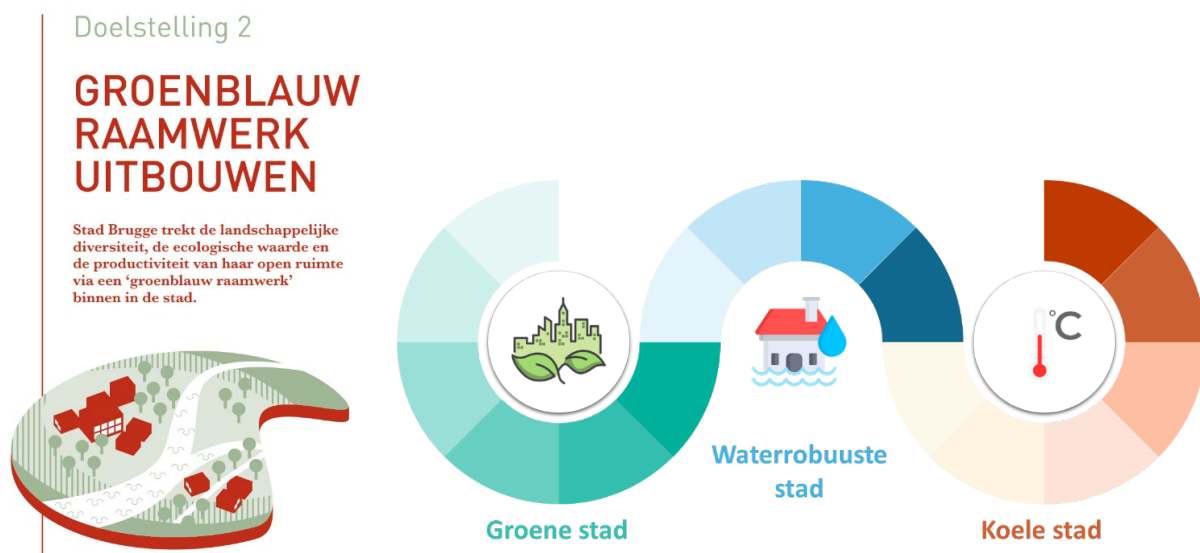 Doelstelling 2
GROENBLAUW
RAAMWERK
UITBOUWEN
Stad Brugge trekt de landschappelijke
diversiteit, de ecologische waarde en
de productiviteit van haar open ruimte
via een ‘groenblauw raamwerk’
binnen in de stad.
°C
Waterrobuuste
stad
Groene stad
Koele stad